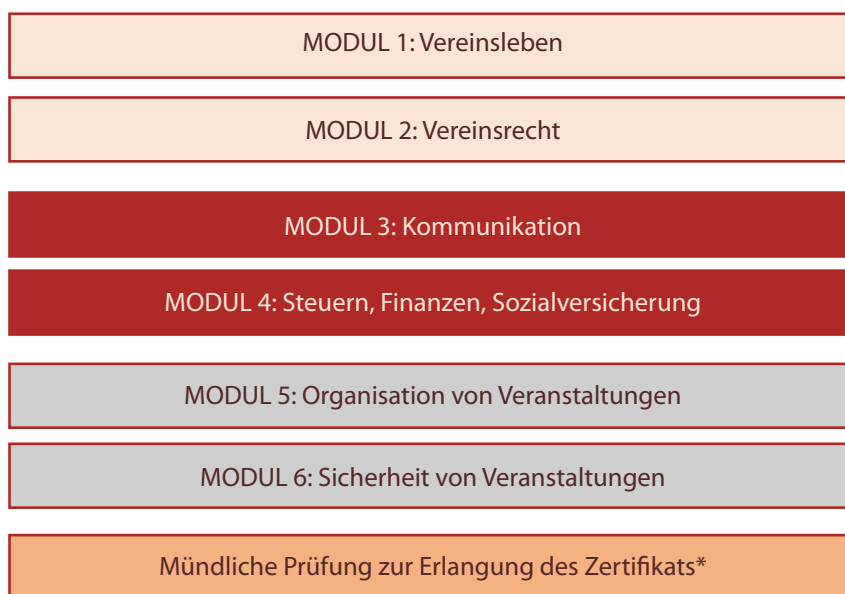 MODUL 1: Vereinsleben
MODUL 2: Vereinsrecht
MODUL 3: Kommunikation
MODUL 4: Steuern, Finanzen, Sozialversicherung
MODUL 5: Organisation von Veranstaltungen
MODUL 6: Sicherheit von Veranstaltungen
Mündliche Prüfung zur Erlangung des Zertifikats*